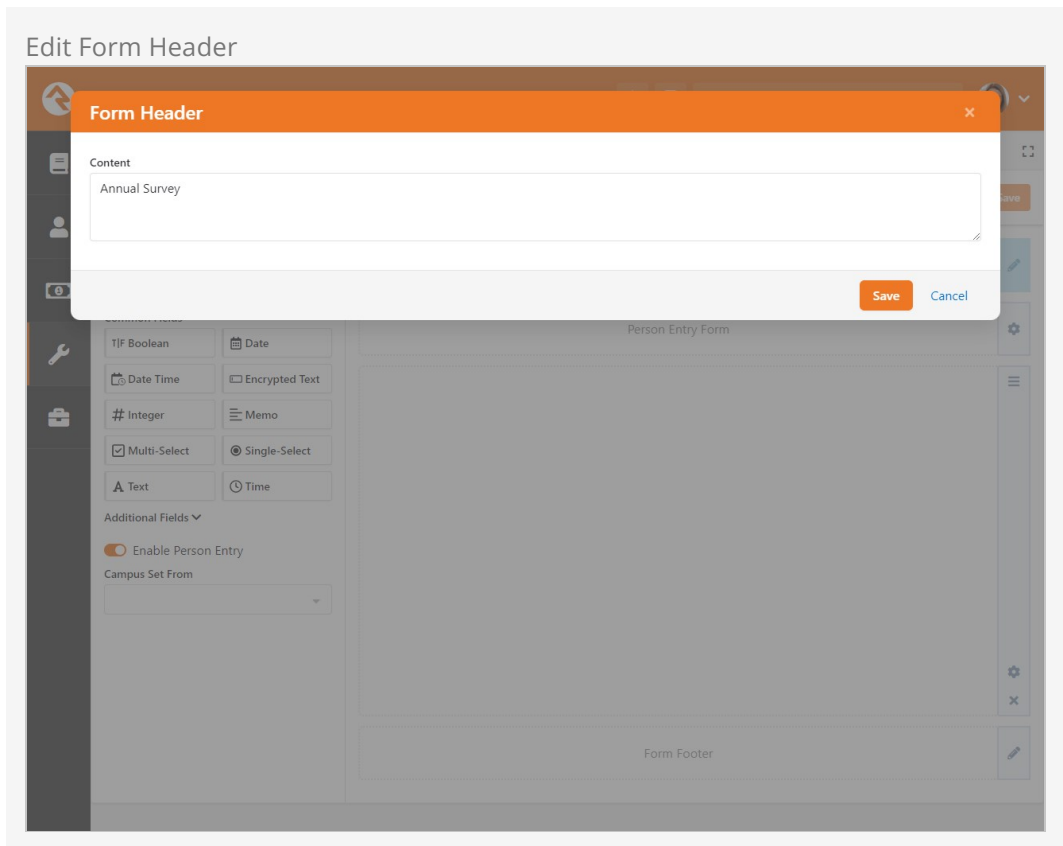 Edit Form Header
Form Header
Content
Annual Survey
Save
Save Cancel
Person Entry Form
T|F Boolean
Date
Date Time
Encrypted Text
# Integer
Memo
Multi-Select
Single-Select
A Text
Time
Additional Fields
Enable Person Entry
Campus Set From
Form Footer